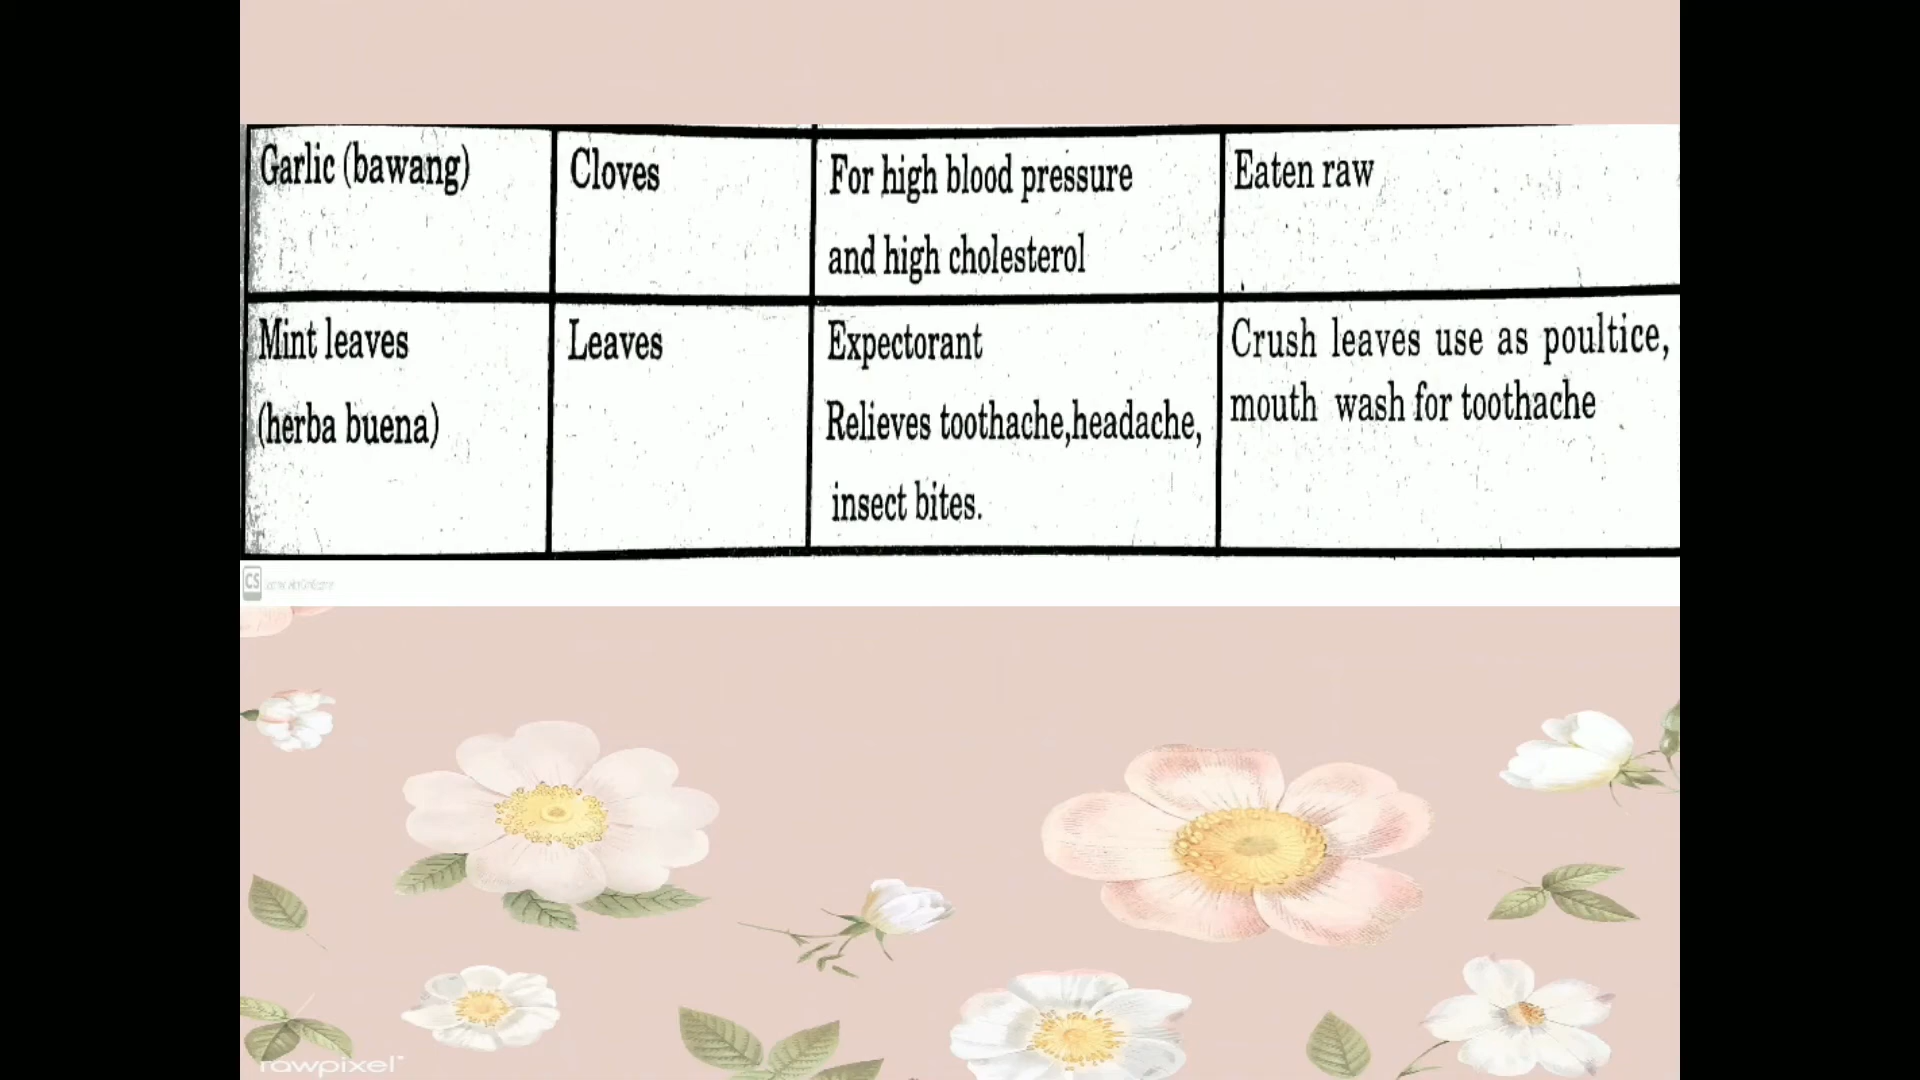 Garlic (bawang)
Cloves
For high blood pressure
and high cholesterol
Eaten raw
Mint leaves
(herba buena)
Leaves
Expectorant
Relieves toothache,headache,
insect bites.
Crush leaves use as poultice,
mouth wash for toothache
CS
rawpixel